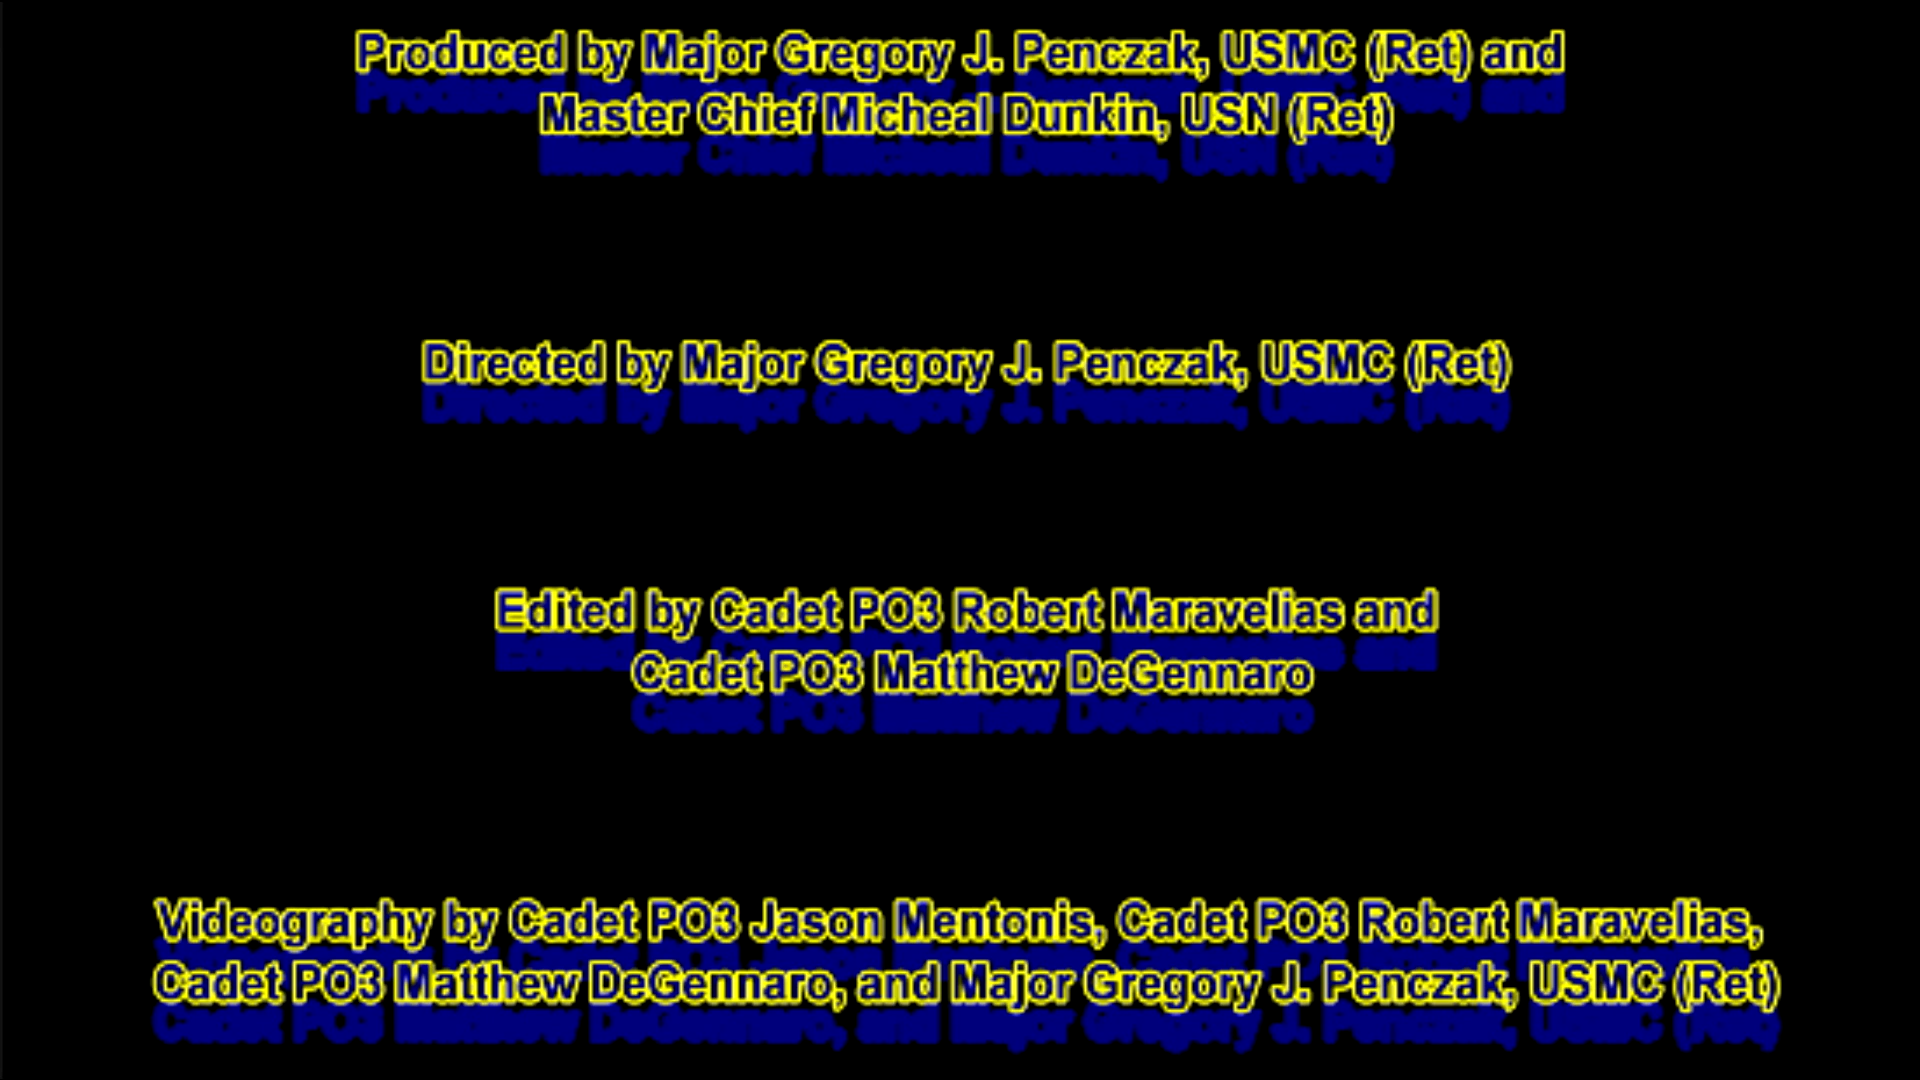 Produced by Major Gregory J. Penczak, USMC (Ret) and
Master Chief Micheal Dunkin, USN (Ret)
Directed by Major Gregory J. Penczak, USMC (Ret)
Edited by Cadet PO3 Robert Maravelias and
Cadet PO3 Matthew DeGennaro
Videography by Cadet PO3 Jason Mentonis, Cadet PO3 Robert Maravelias,
Cadet PO3 Matthew DeGennaro, and Major Gregory J. Penczak, USMC (Ret)